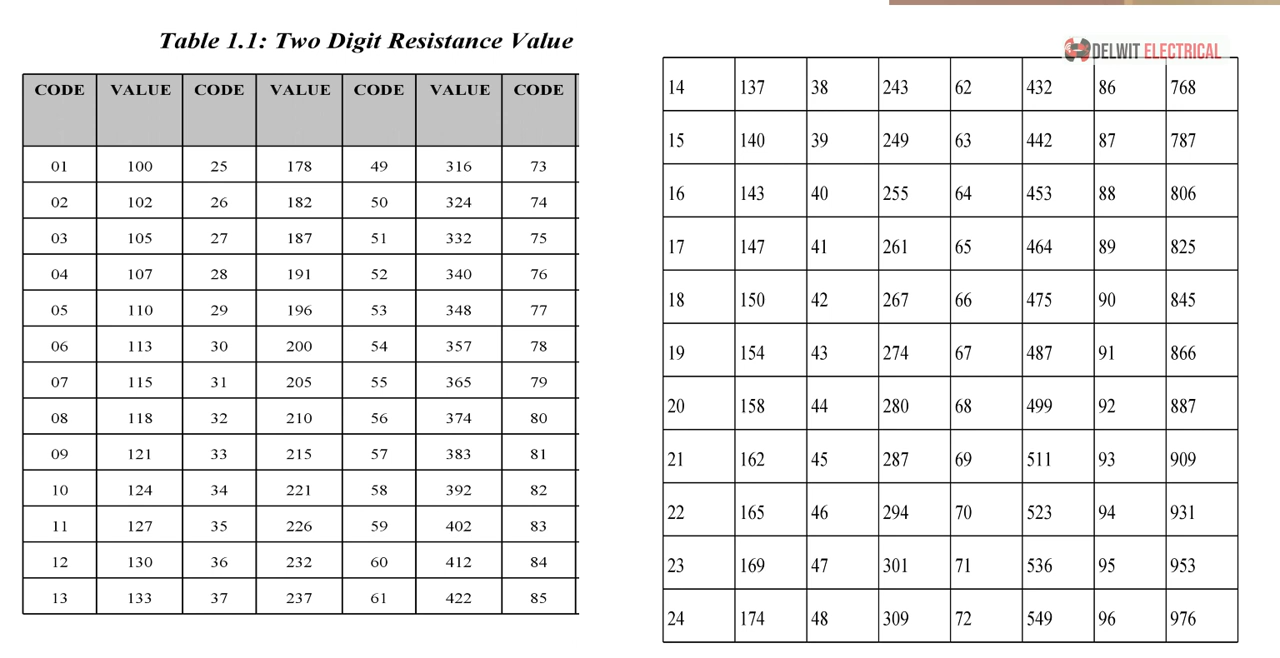 Table 1.1: Two Digit Resistance Value
CODE VALUE CODE VALUE CODE VALUE CODE
01 100 25 178 49 316 73
02 102 26 182 50 324 74
03 105 27 187 51 332 75
04 107 28 191 52 340 76
05 110 29 196 53 348 77
06 113 30 200 54 357 78
07 115 31 205 55 365 79
08 118 32 210 56 374 80
09 121 33 215 57 383 81
10 124 34 221 58 392 82
11 127 35 226 59 402 83
12 130 36 232 60 412 84
13 133 37 237 61 422 85
DELWIT ELECTRICAL
14 137 38 243 62 432 86 768
15 140 39 249 63 442 87 787
16 143 40 255 64 453 88 806
17 147 41 261 65 464 89 825
18 150 42 267 66 475 90 845
19 154 43 274 67 487 91 866
20 158 44 280 68 499 92 887
21 162 45 287 69 511 93 909
22 165 46 294 70 523 94 931
23 169 47 301 71 536 95 953
24 174 48 309 72 549 96 976